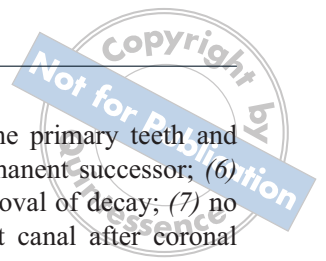 Copyright by
Not for Publication
Quintessence
he primary teeth and
manent successor; (6)
oval of decay; (7) no
t canal after coronal